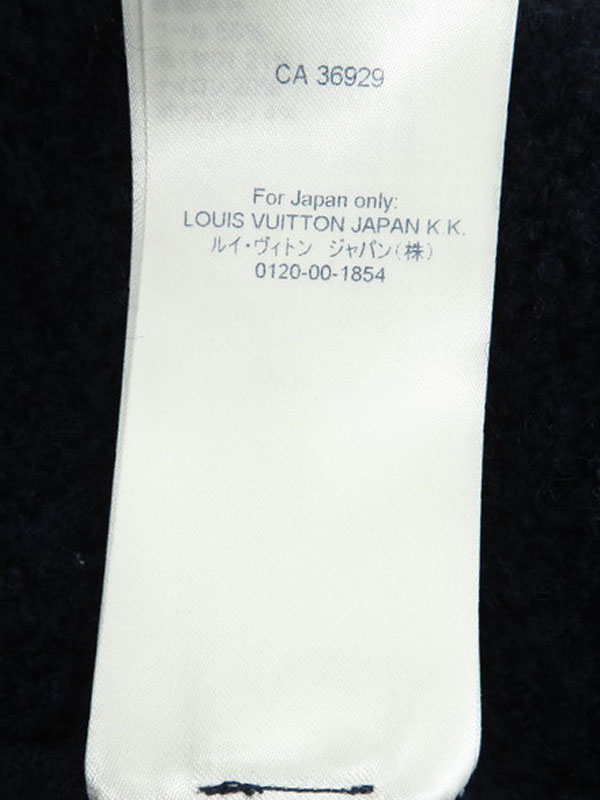 CA 36929
For Japan only:
LOUIS VUITTON JAPAN K.K.
ルイ・ヴィトン ジャパン(株)
0120-00-1854